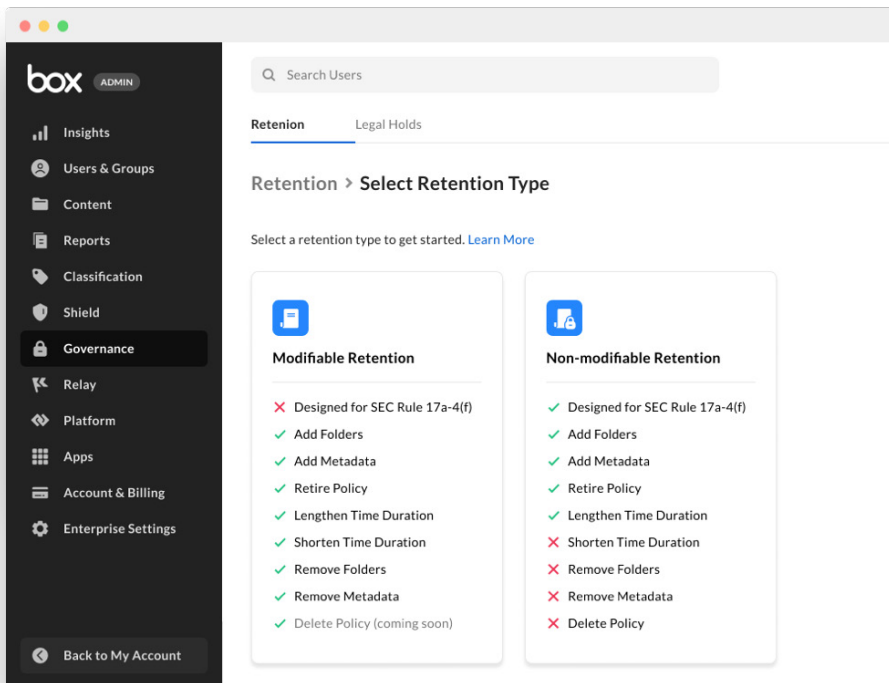 box ADMIN
Search Users
Insights
Users & Groups
Content
Reports
Classification
Shield
Governance
Relay
Platform
Apps
Account & Billing
Enterprise Settings
Back to My Account
Retenion Legal Holds
Retention > Select Retention Type
Select a retention type to get started. Learn More
Modifiable Retention
Designed for SEC Rule 17a-4(f)
Add Folders
Add Metadata
Retire Policy
Lengthen Time Duration
Shorten Time Duration
Remove Folders
Remove Metadata
Delete Policy (coming soon)
Non-modifiable Retention
Designed for SEC Rule 17a-4(f)
Add Folders
Add Metadata
Retire Policy
Lengthen Time Duration
Shorten Time Duration
Remove Folders
Remove Metadata
Delete Policy